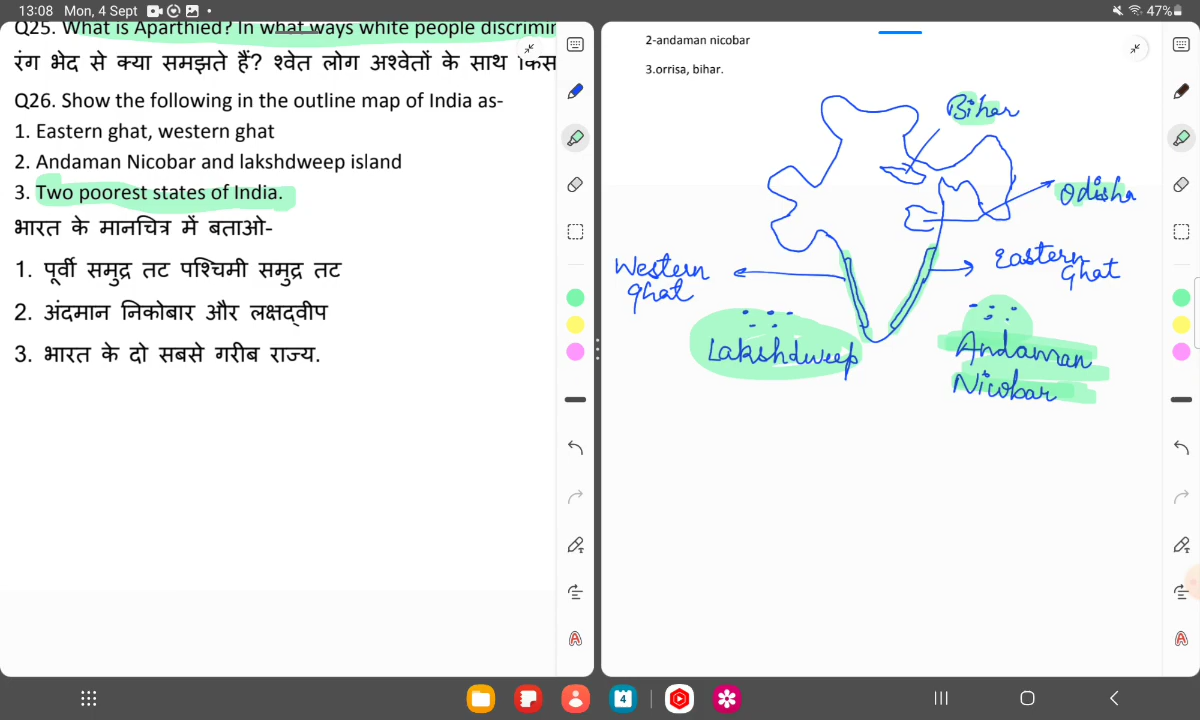 13:08 Mon, 4 Sept
47%
Q25. What is Aparthied? In what ways white people discrimin
रंग भेद से क्या समझते हैं? श्वेत लोग अश्वेतों के साथ किस
Q26. Show the following in the outline map of India as-
1. Eastern ghat, western ghat
2. Andaman Nicobar and lakshdweep island
3. Two poorest states of India.
भारत के मानचित्र में बताओ-
1. पूर्वी समुद्र तट पश्चिमी समुद्र तट
2. अंदमान निकोबार और लक्षद्वीप
3. भारत के दो सबसे गरीब राज्य.
2-andaman nicobar
3.orrisa, bihar.
Bihar
Odisha
Western
ghat
Eastern
Ghat
Lakshdweep
Andaman
Nicobar
4